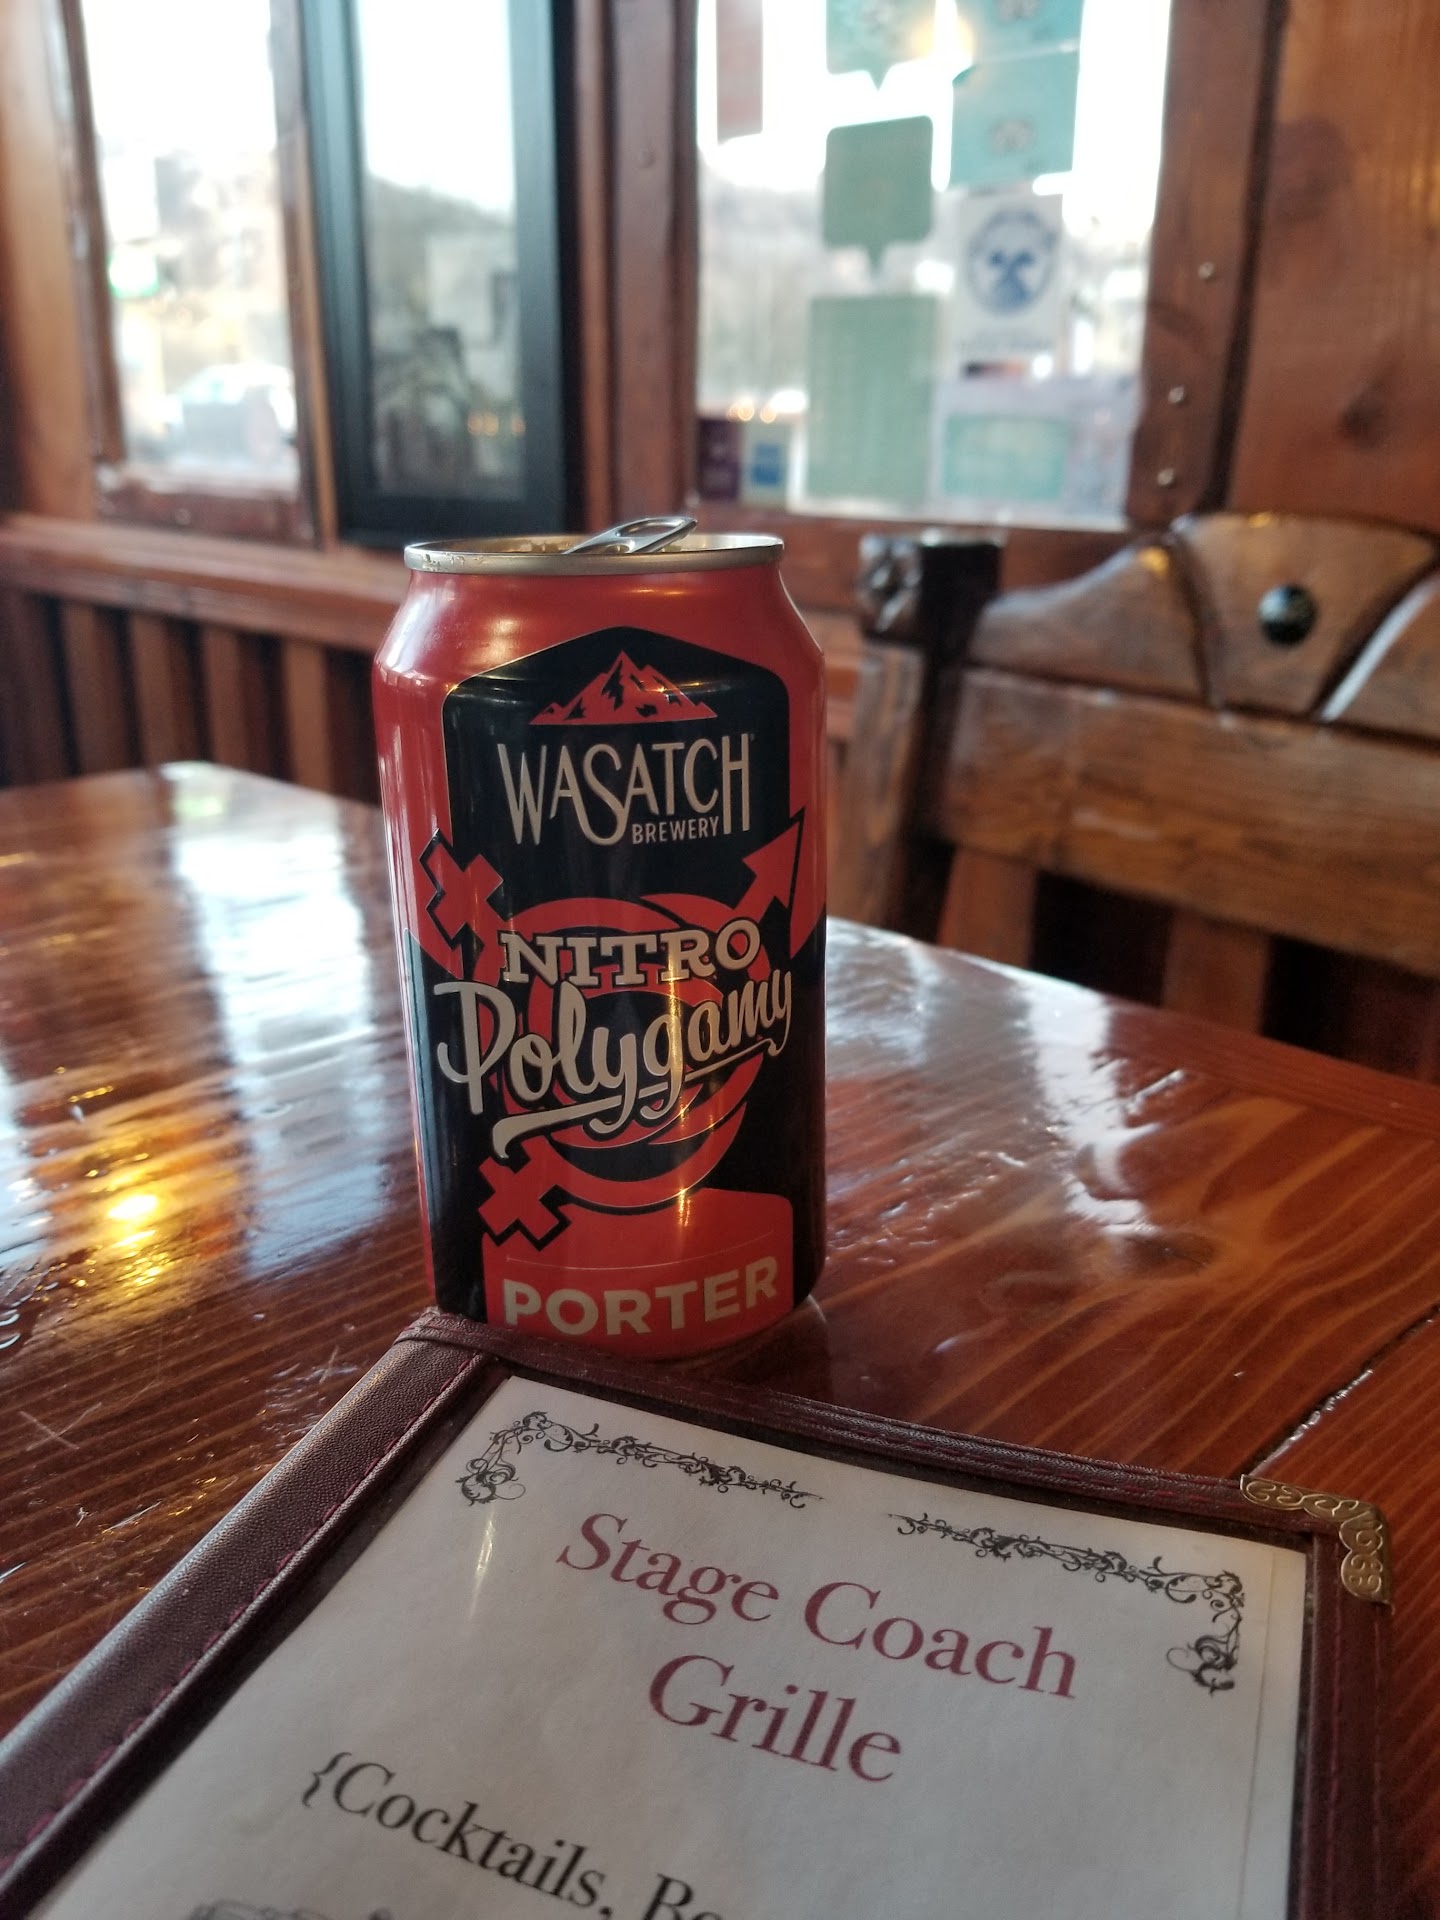 WASATCH
BREWERY
NITRO
Polygamy
PORTER
Stage Coach
Grille
{Cocktails,